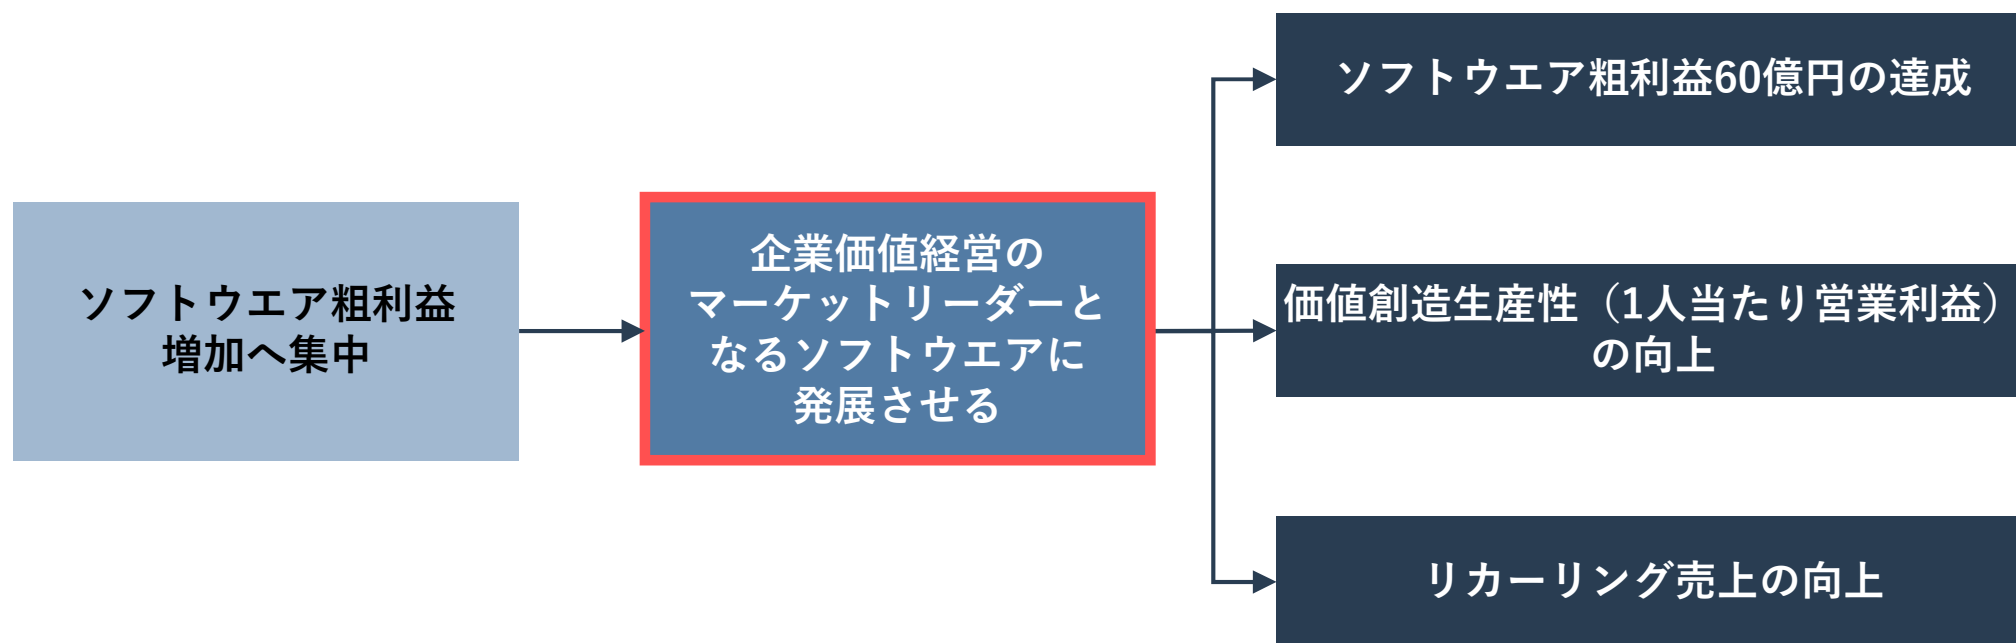 ソフトウエア粗利益
増加へ集中
企業価値経営の
マーケットリーダーと
なるソフトウエアに
発展させる
ソフトウエア粗利益60億円の達成
価値創造生産性（1人当たり営業利益）
の向上
リカーリング売上の向上